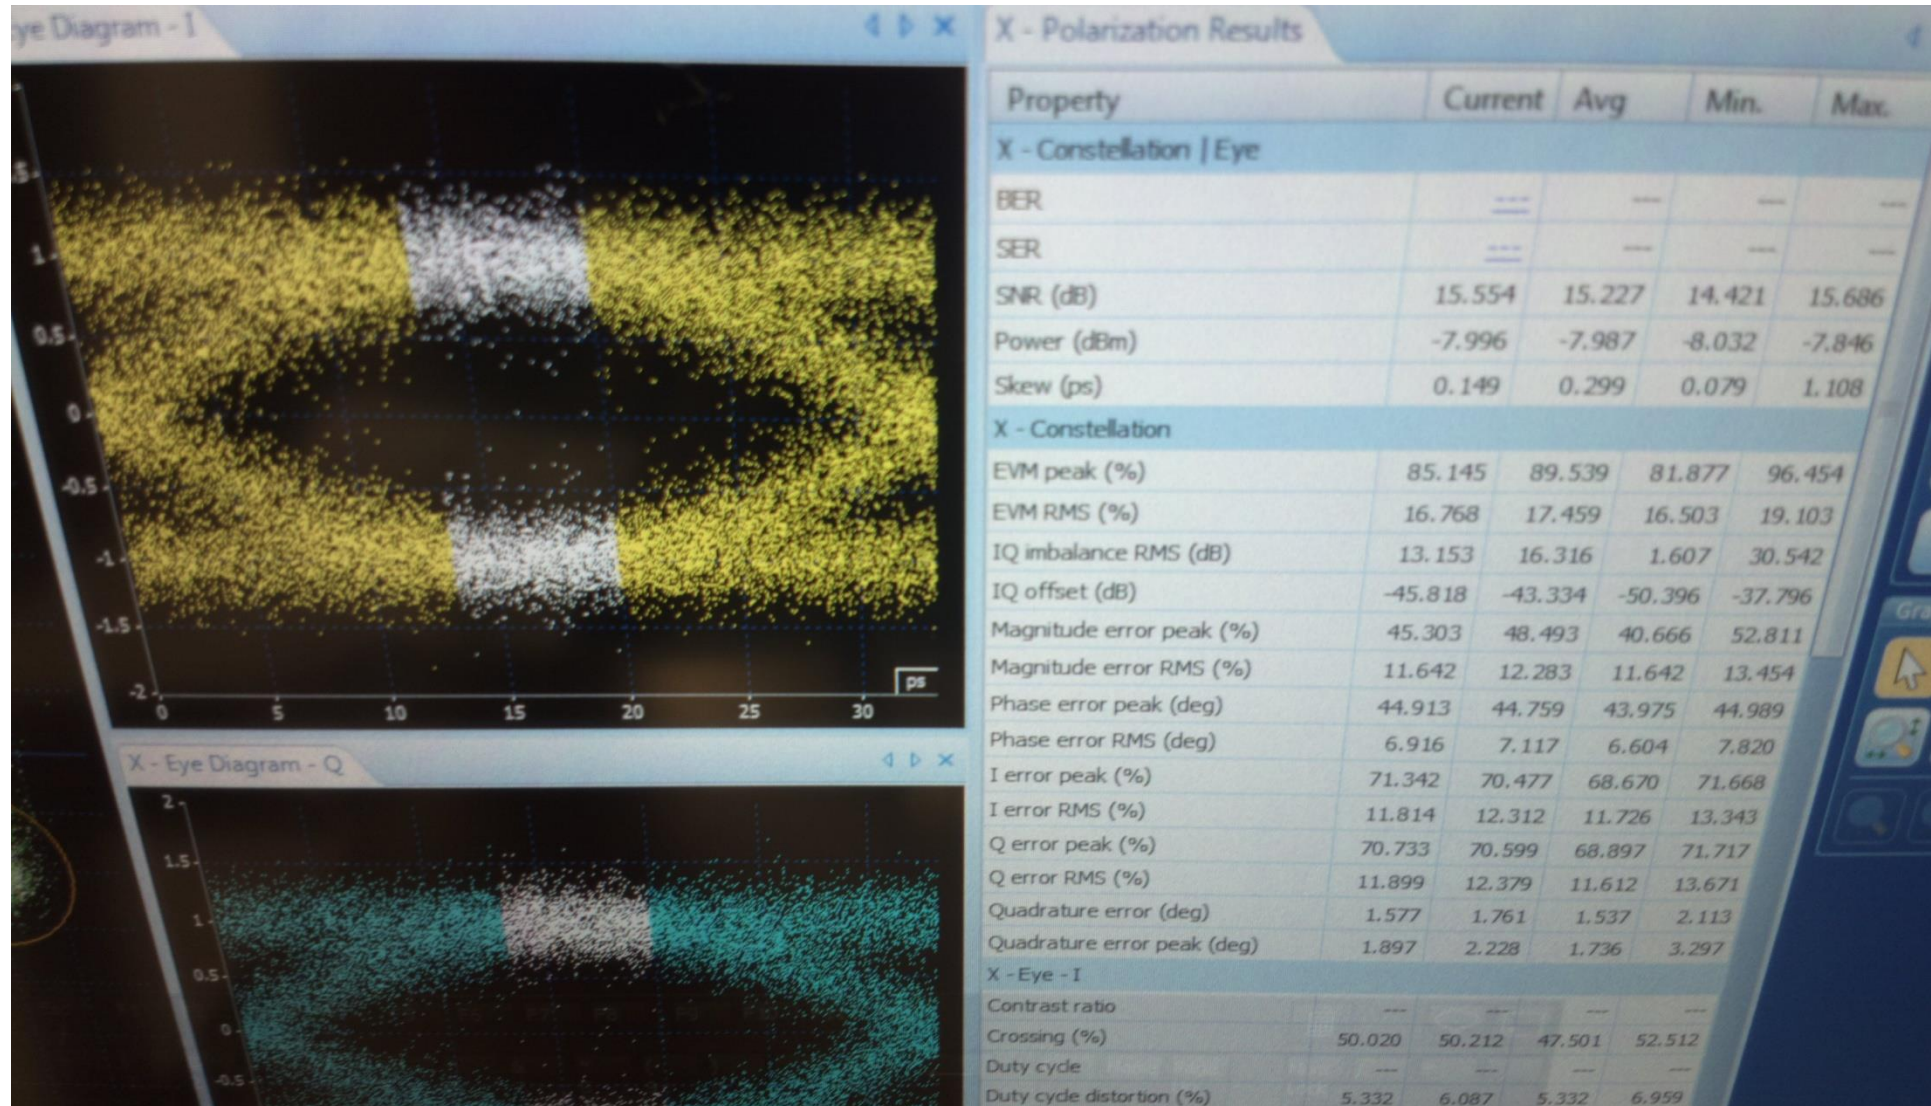 ye Diagram - I
5
1
0.5
0
-0.5
-1
-1.5
-2
0 5 10 15 20 25 30
ps
X - Eye Diagram - Q
2
1.5
1
0.5
0
-0.5
X - Polarization Results
Property Current Avg Min. Max.
X - Constellation | Eye
BER --- --- --- ---
SER --- --- --- ---
SNR (dB) 15.554 15.227 14.421 15.686
Power (dBm) -7.996 -7.987 -8.032 -7.846
Skew (ps) 0.149 0.299 0.079 1.108
X - Constellation
EVM peak (%) 85.145 89.539 81.877 96.454
EVM RMS (%) 16.768 17.459 16.503 19.103
IQ imbalance RMS (dB) 13.153 16.316 1.607 30.542
IQ offset (dB) -45.818 -43.334 -50.396 -37.796
Magnitude error peak (%) 45.303 48.493 40.666 52.811
Magnitude error RMS (%) 11.642 12.283 11.642 13.454
Phase error peak (deg) 44.913 44.759 43.975 44.989
Phase error RMS (deg) 6.916 7.117 6.604 7.820
I error peak (%) 71.342 70.477 68.670 71.668
I error RMS (%) 11.814 12.312 11.726 13.343
Q error peak (%) 70.733 70.599 68.897 71.717
Q error RMS (%) 11.899 12.379 11.612 13.671
Quadrature error (deg) 1.577 1.761 1.537 2.113
Quadrature error peak (deg) 1.897 2.228 1.736 3.297
X - Eye - I
Contrast ratio --- --- --- ---
Crossing (%) 50.020 50.212 47.501 52.512
Duty cycle --- --- --- ---
Duty cycle distortion (%) 5.332 6.087 5.332 6.959